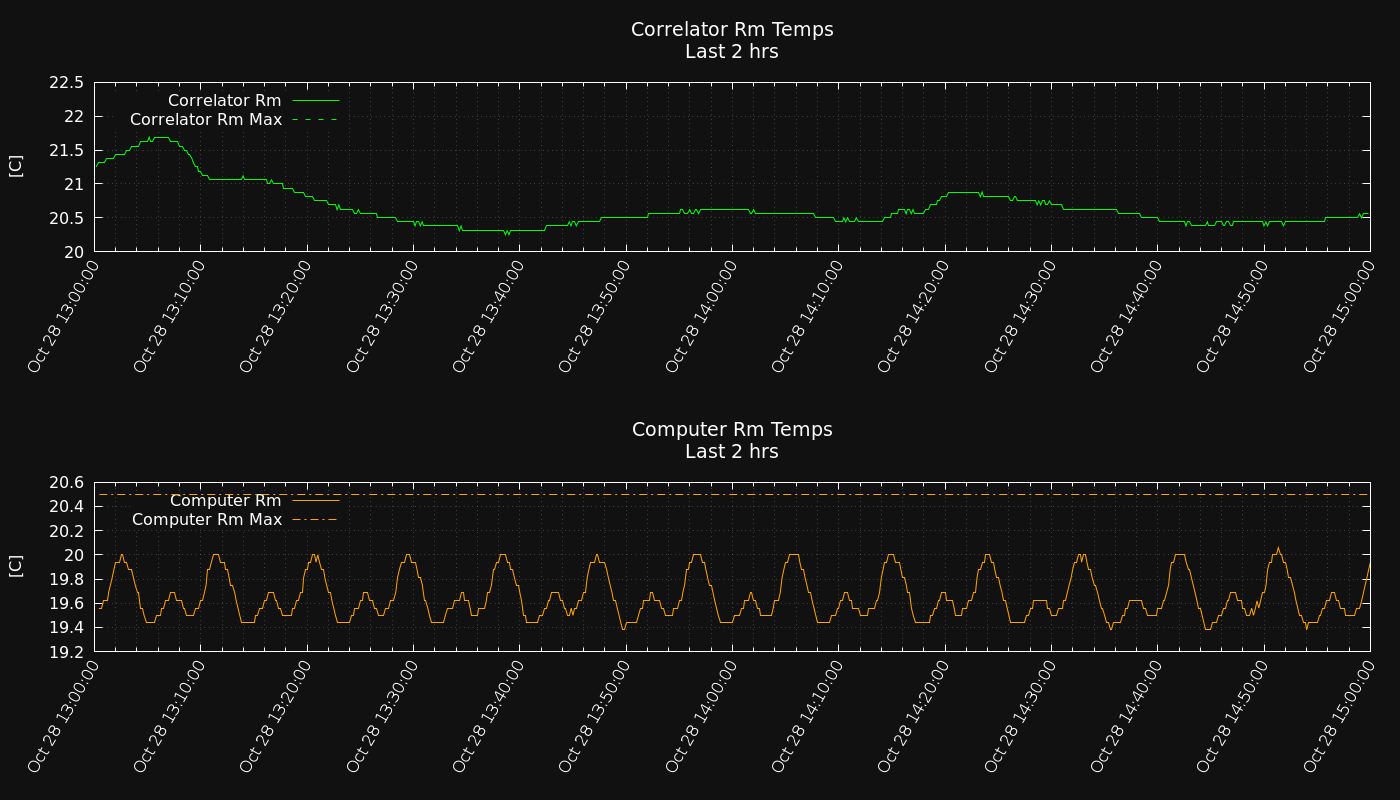 Correlator Rm Temps
Last 2 hrs
22.5
22
21.5
21
20.5
20
[C]
Correlator Rm
Correlator Rm Max
Oct 28 13:00:00
Oct 28 13:10:00
Oct 28 13:20:00
Oct 28 13:30:00
Oct 28 13:40:00
Oct 28 13:50:00
Oct 28 14:00:00
Oct 28 14:10:00
Oct 28 14:20:00
Oct 28 14:30:00
Oct 28 14:40:00
Oct 28 14:50:00
Oct 28 15:00:00
Computer Rm Temps
Last 2 hrs
20.6
20.4
20.2
20
19.8
19.6
19.4
19.2
[C]
Computer Rm
Computer Rm Max
Oct 28 13:00:00
Oct 28 13:10:00
Oct 28 13:20:00
Oct 28 13:30:00
Oct 28 13:40:00
Oct 28 13:50:00
Oct 28 14:00:00
Oct 28 14:10:00
Oct 28 14:20:00
Oct 28 14:30:00
Oct 28 14:40:00
Oct 28 14:50:00
Oct 28 15:00:00